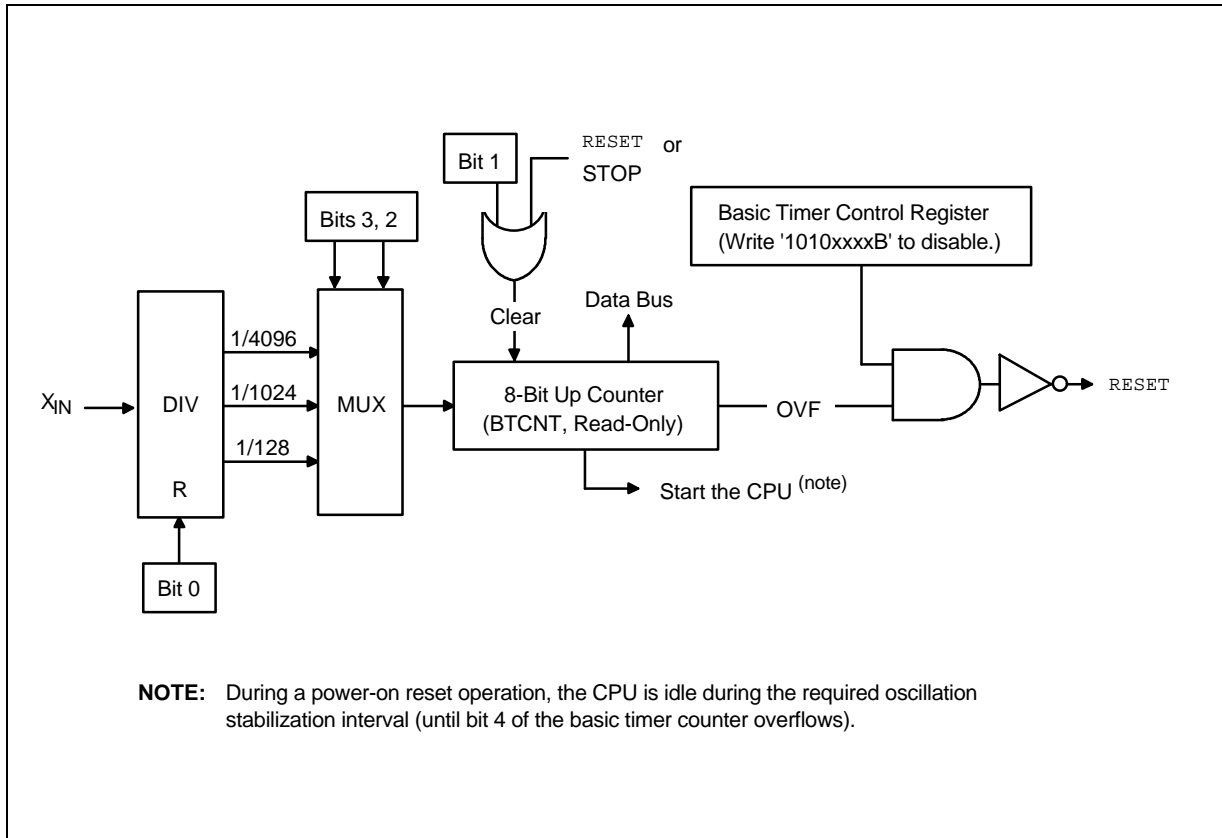 Bit 1
RESET or
STOP
Bits 3, 2
Basic Timer Control Register
(Write '1010xxxxB' to disable.)
Clear
Data Bus
XIN
DIV
R
1/4096
1/1024
1/128
MUX
8-Bit Up Counter
(BTCNT, Read-Only)
OVF
RESET
Start the CPU (note)
Bit 0
NOTE: During a power-on reset operation, the CPU is idle during the required oscillation
stabilization interval (until bit 4 of the basic timer counter overflows).